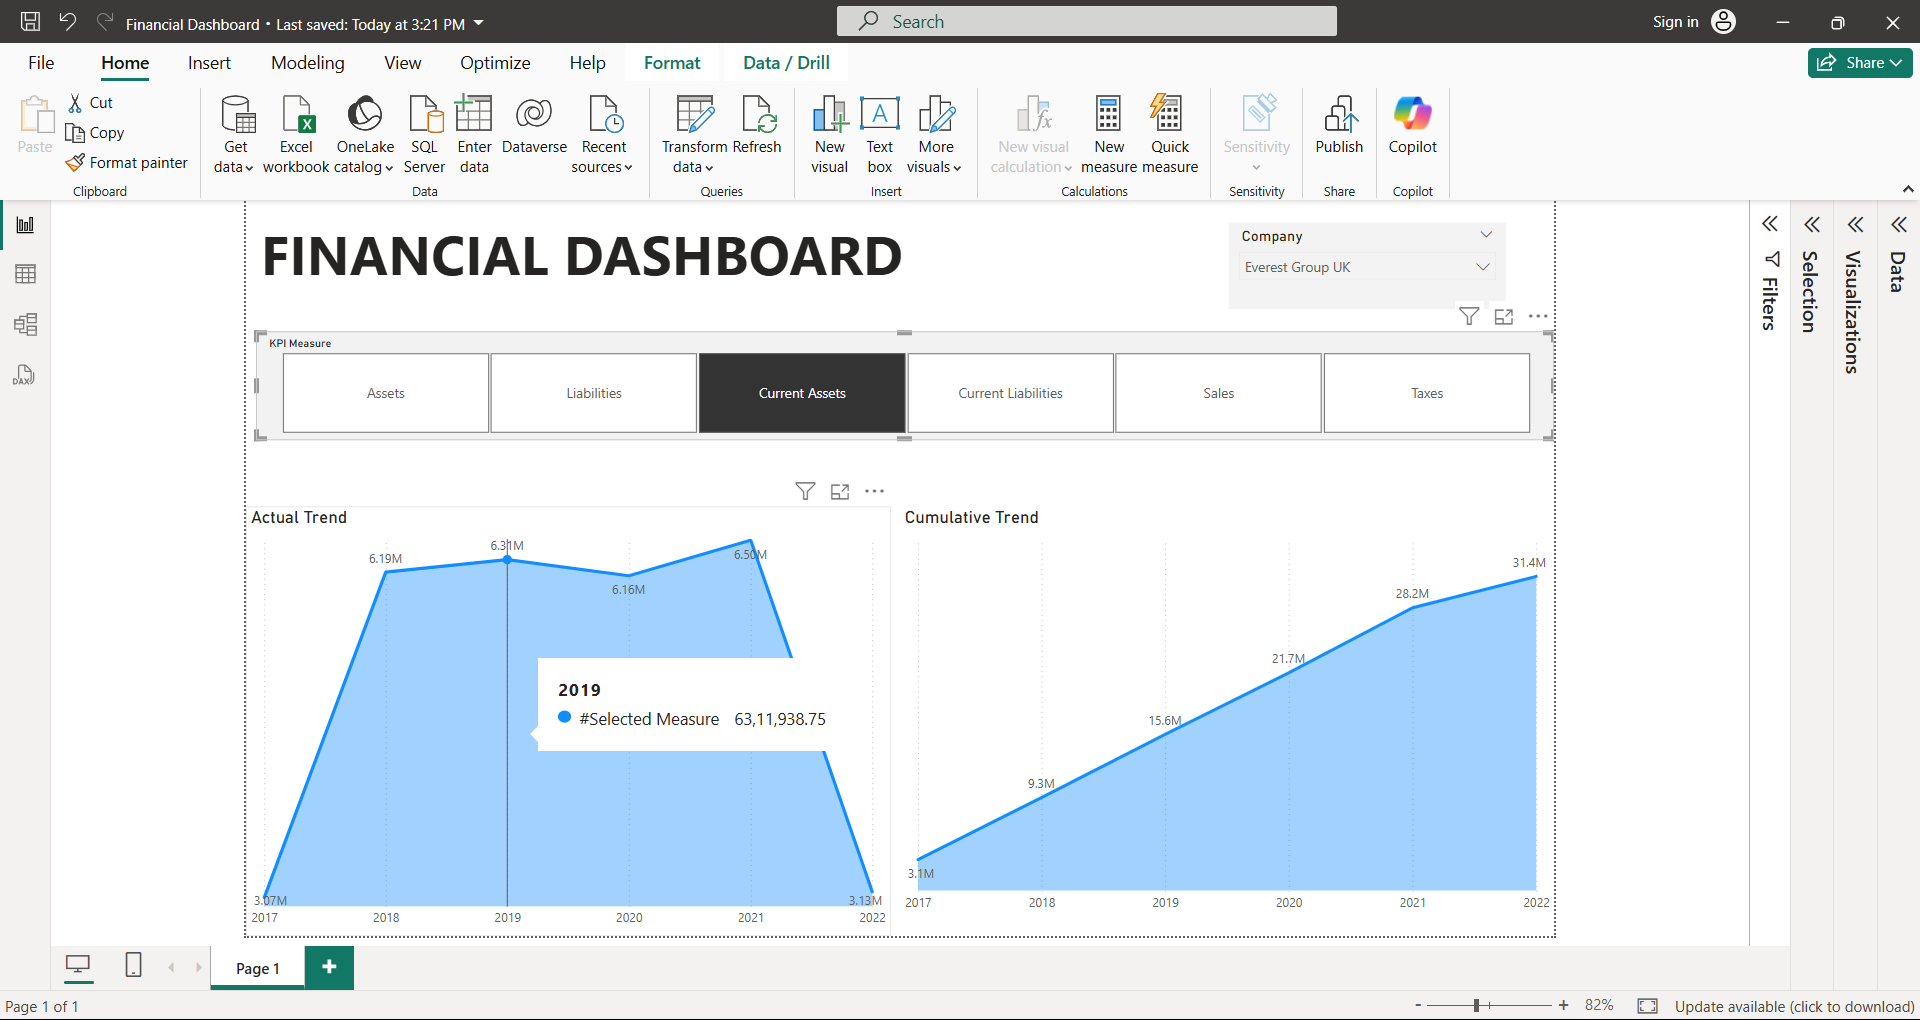 Financial Dashboard • Last saved: Today at 3:21 PM
Search
Sign in
File Home Insert Modeling View Optimize Help Format Data / Drill
Share
Paste
Cut
Copy
Format painter
Clipboard
Get data
Excel workbook
OneLake catalog
SQL Server
Enter data
Dataverse
Recent sources
Data
Transform data
Refresh
Queries
New visual
Text box
More visuals
Insert
New visual calculation
New measure
Quick measure
Calculations
Sensitivity
Sensitivity
Publish
Share
Copilot
Copilot
FINANCIAL DASHBOARD
Company
Everest Group UK
KPI Measure
Assets
Liabilities
Current Assets
Current Liabilities
Sales
Taxes
Actual Trend
3.07M
6.19M
6.31M
6.16M
6.50M
3.13M
2019
#Selected Measure 63,11,938.75
2017 2018 2019 2020 2021 2022
Cumulative Trend
3.1M
9.3M
15.6M
21.7M
28.2M
31.4M
2017 2018 2019 2020 2021 2022
Filters
Selection
Visualizations
Data
DAX
Page 1
Page 1 of 1
- + 82%
Update available (click to download)